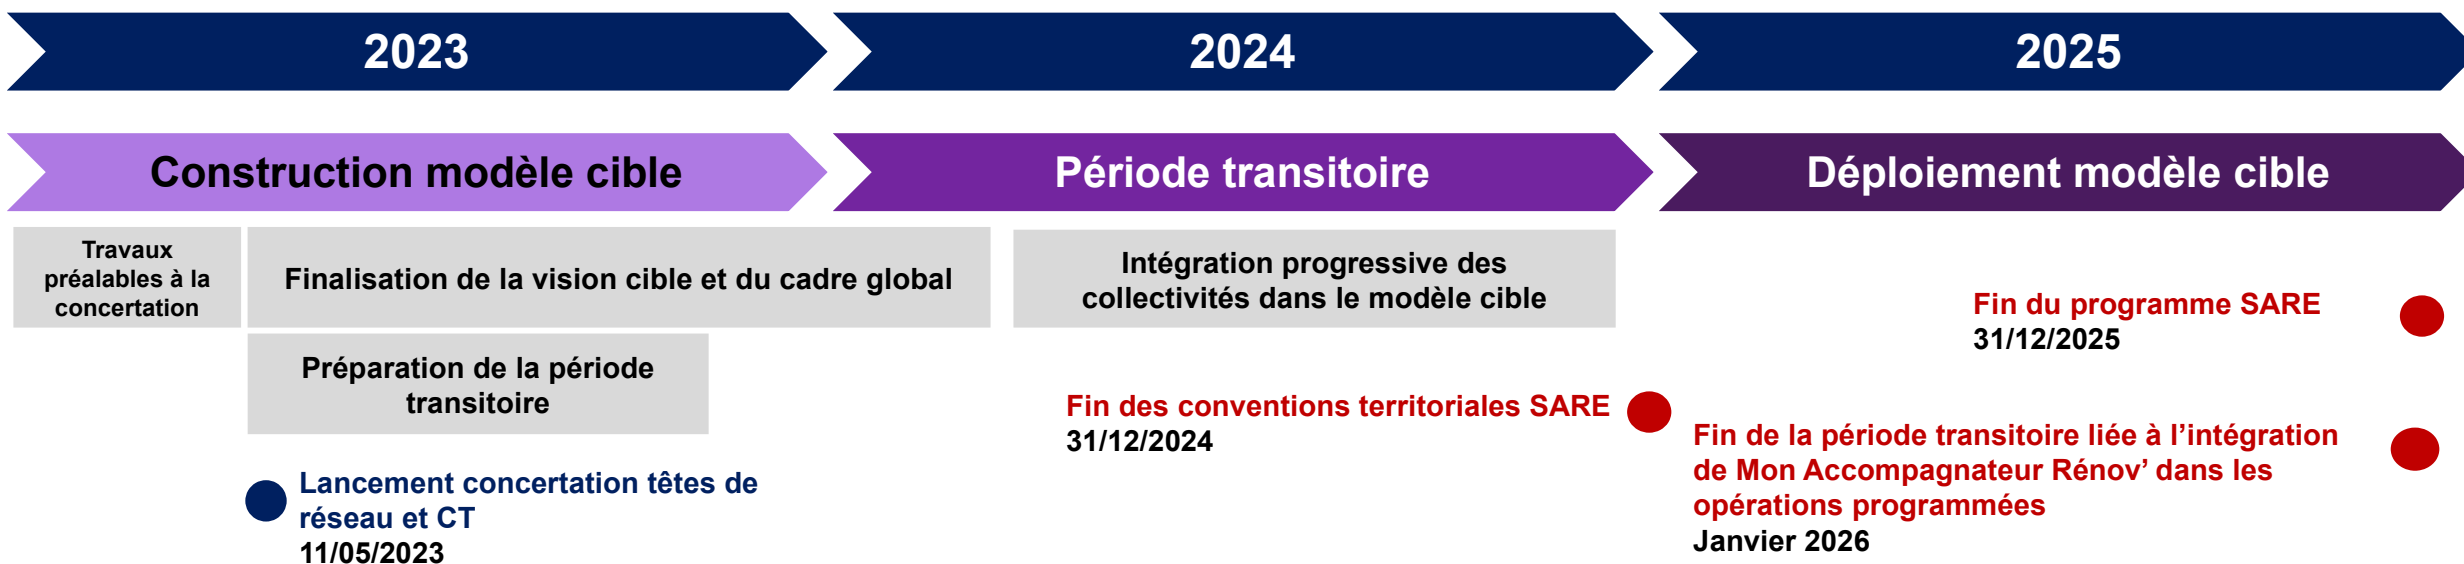 2023
2024
2025
Construction modèle cible
Période transitoire
Déploiement modèle cible
Travaux
préalables à la
concertation
Finalisation de la vision cible et du cadre global
Intégration progressive des
collectivités dans le modèle cible
Préparation de la période
transitoire
Fin du programme SARE
31/12/2025
Fin des conventions territoriales SARE
31/12/2024
Fin de la période transitoire liée à l’intégration
de Mon Accompagnateur Rénov’ dans les
opérations programmées
Janvier 2026
Lancement concertation têtes de
réseau et CT
11/05/2023